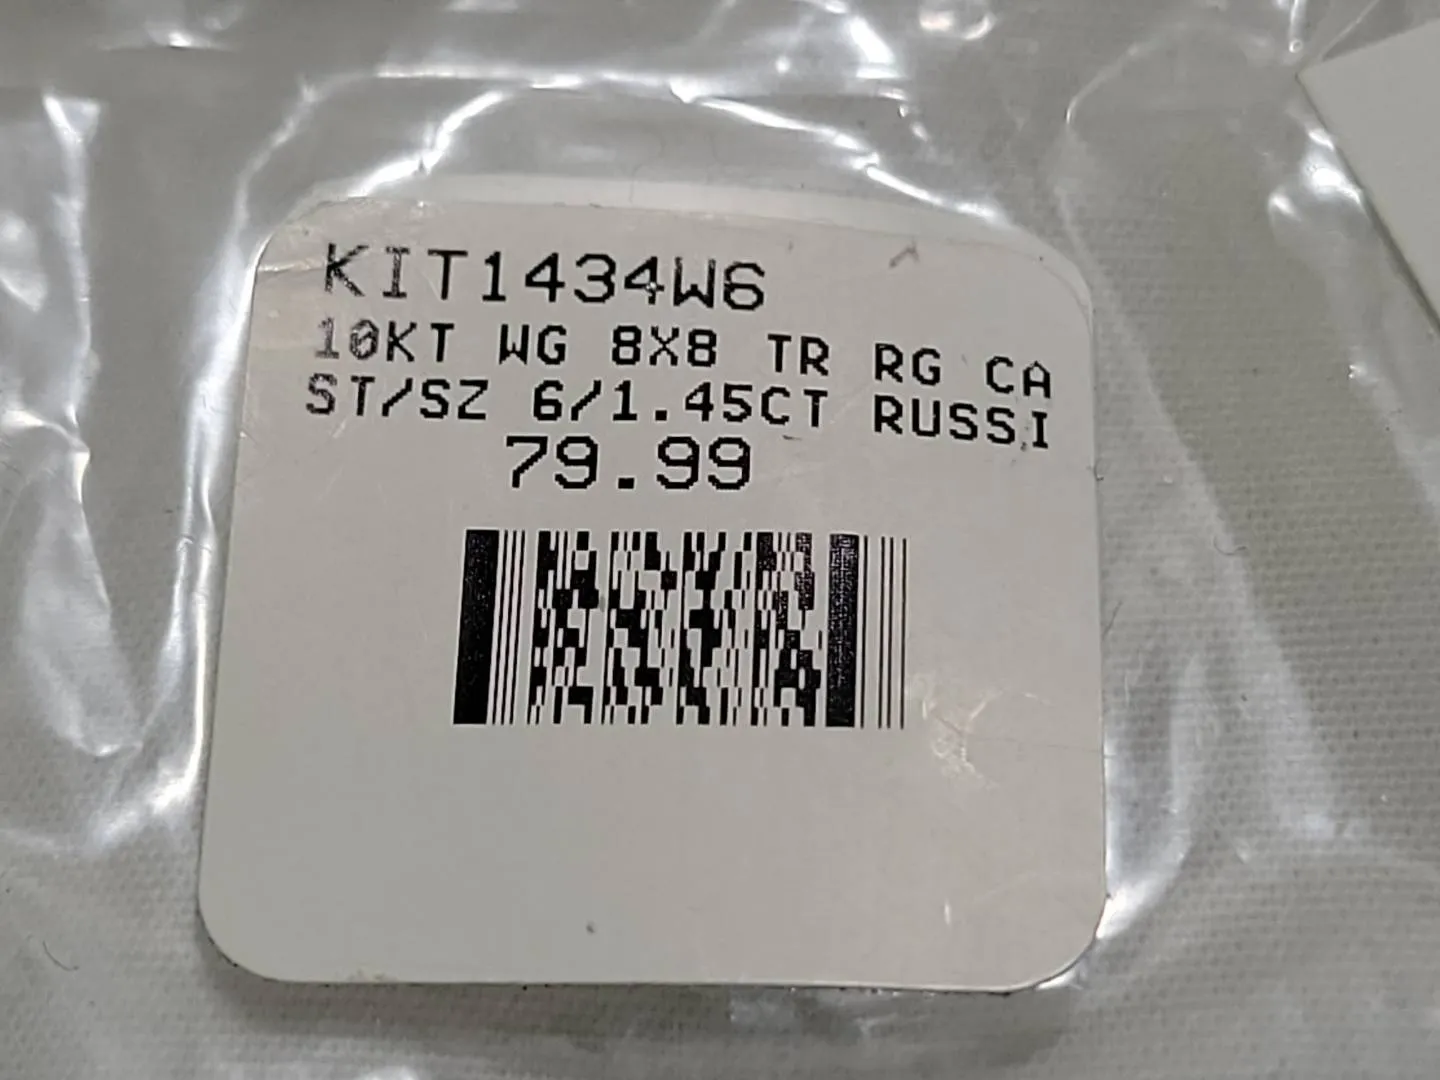 KIT1434W6
10KT WG 8X8 TR RG CA
ST/SZ 6/1.45CT RUSSI
79.99